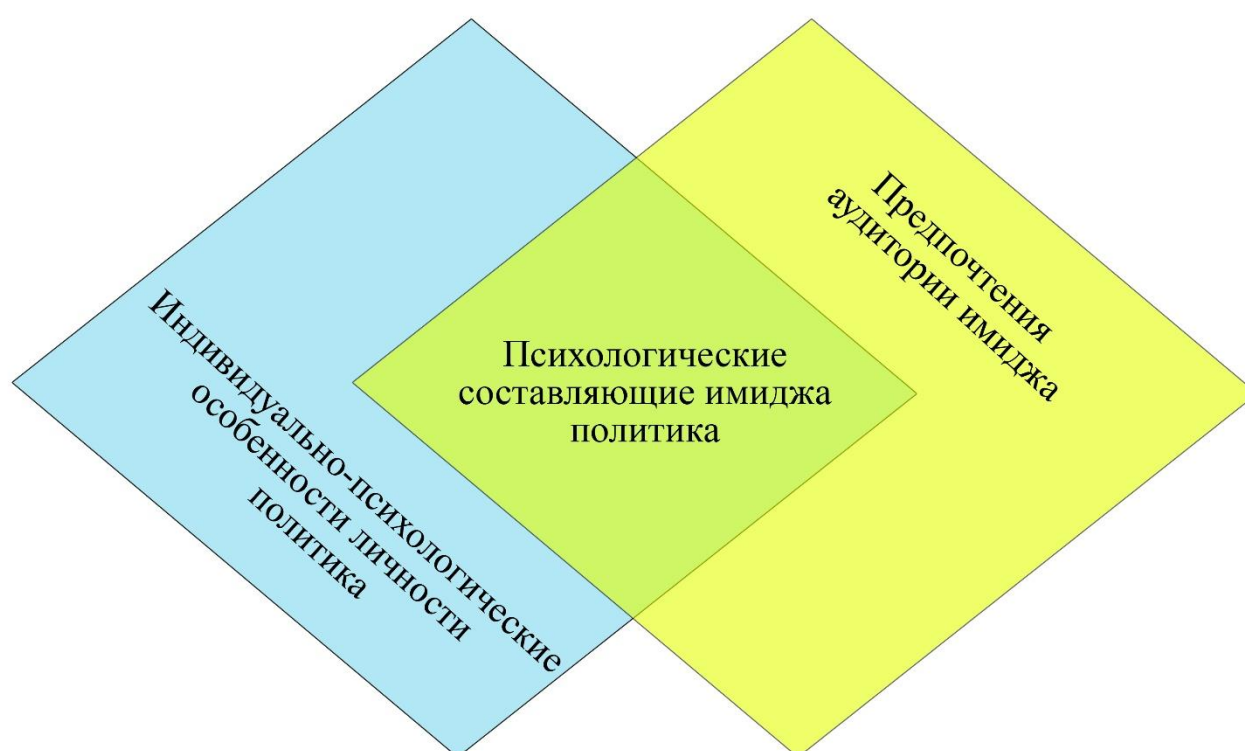 Индивидуально-психологические
особенности личности
политика
Психологические
составляющие имиджа
политика
Предпочтения
аудитории имиджа